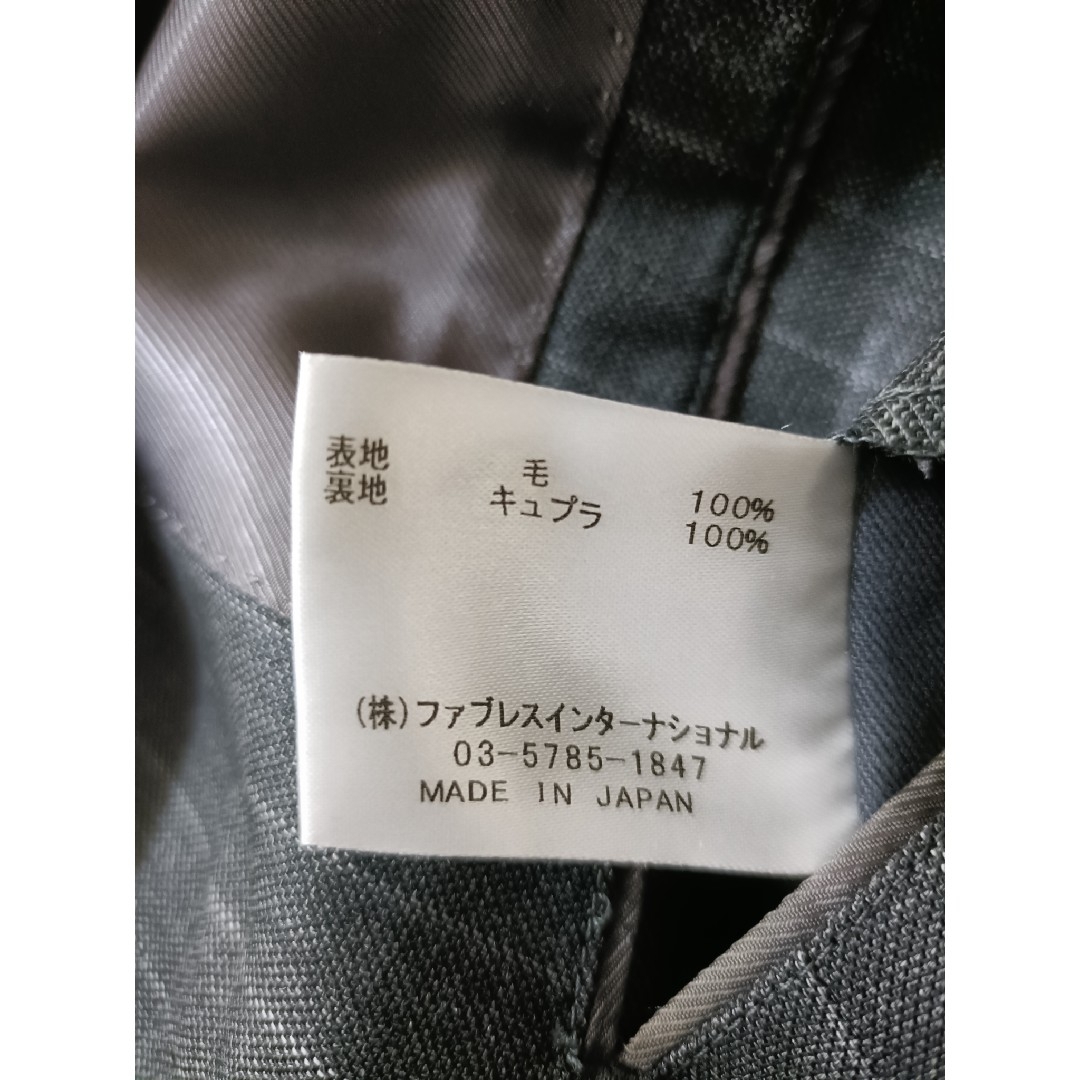 表地 毛 100%
裏地 キュプラ 100%
(株)ファブレスインターナショナル
03-5785-1847
MADE IN JAPAN